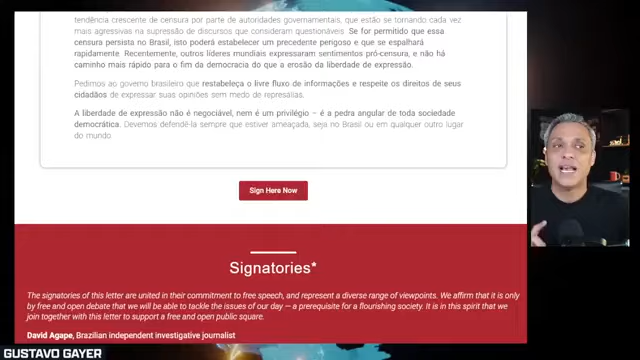 tendência crescente de censura por parte de autoridades governamentais, que estão se tornando cada vez
mais agressivas na supressão de discursos que consideram questionáveis. Se for permitido que essa
censura persista no Brasil, isto poderá estabelecer um precedente perigoso e que se espalhará
rapidamente. Recentemente, outros líderes mundiais expressaram sentimentos pró-censura, e não há
caminho mais rápido para o fim da democracia do que a erosão da liberdade de expressão.
Pedimos ao governo brasileiro que restabeleça o livre fluxo de informações e respeite os direitos de seus
cidadãos de expressar suas opiniões sem medo de represálias.
A liberdade de expressão não é negociável, nem é um privilégio – é a pedra angular de toda sociedade
democrática. Devemos defendê-la sempre que estiver ameaçada, seja no Brasil ou em qualquer outro lugar
do mundo
Sign Here Now
Signatories*
The signatories of this letter are united in their commitment to free speech, and represent a diverse range of viewpoints. We affirm that it is only
by free and open debate that we will be able to tackle the issues of our day – a prerequisite for a flourishing society. It is in this spirit that we
join together with this letter to support a free and open public square.
David Agape, Brazilian independent investigative journalist
GUSTAVO GAYER